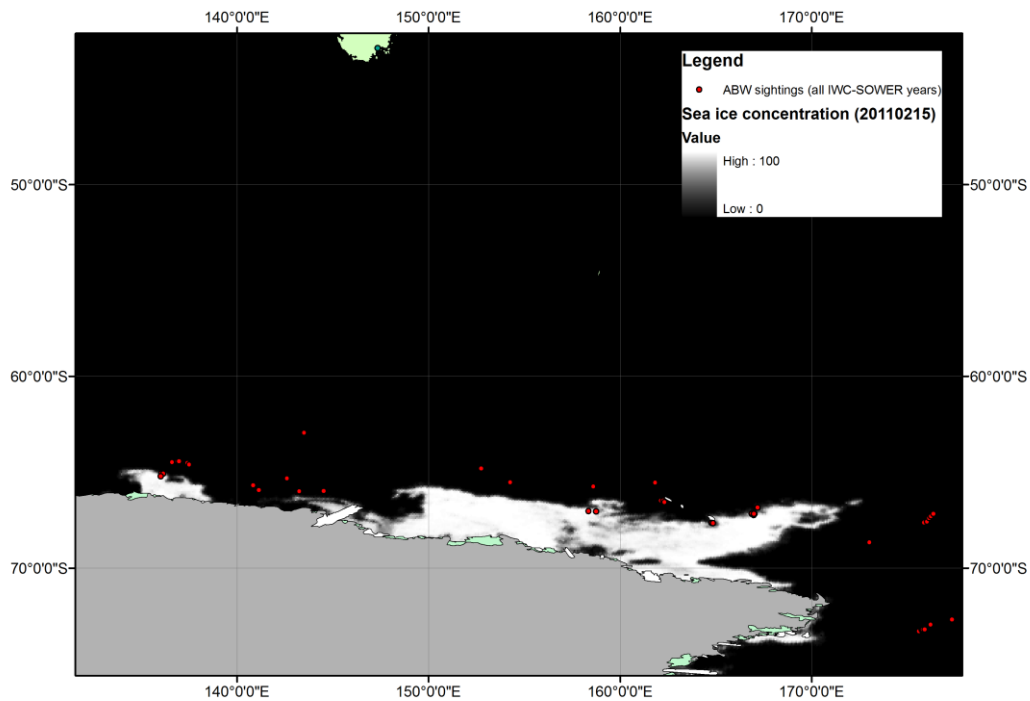 140°0'0"E 150°0'0"E 160°0'0"E 170°0'0"E
Legend
ABW sightings (all IWC-SOWER years)
Sea ice concentration (20110215)
Value
High : 100
Low : 0
50°0'0"S 50°0'0"S
60°0'0"S 60°0'0"S
70°0'0"S 70°0'0"S
140°0'0"E 150°0'0"E 160°0'0"E 170°0'0"E